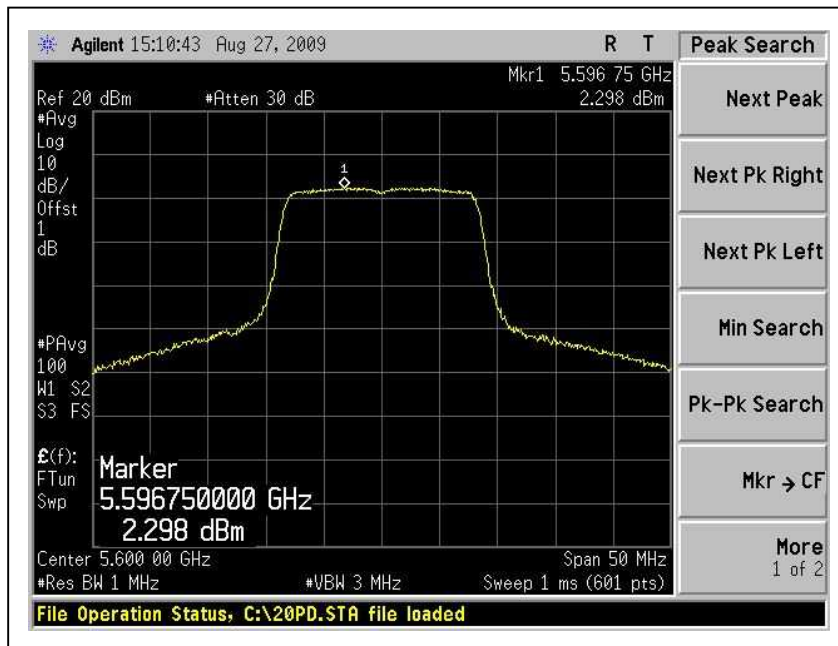 Agilent 15:10:43 Aug 27, 2009 R T
Peak Search
Mkr1 5.596 75 GHz
Ref 20 dBm #Atten 30 dB 2.298 dBm
#Avg
Log
10
dB/
Offst
1
dB
1
#PAvg
100
W1 S2
S3 FS
£(f):
FTun
Swp
Marker
5.596750000 GHz
2.298 dBm
Center 5.600 00 GHz Span 50 MHz
#Res BW 1 MHz #VBW 3 MHz Sweep 1 ms (601 pts)
File Operation Status, C:\20PD.STA file loaded
Next Peak
Next Pk Right
Next Pk Left
Min Search
Pk-Pk Search
Mkr → CF
More
1 of 2